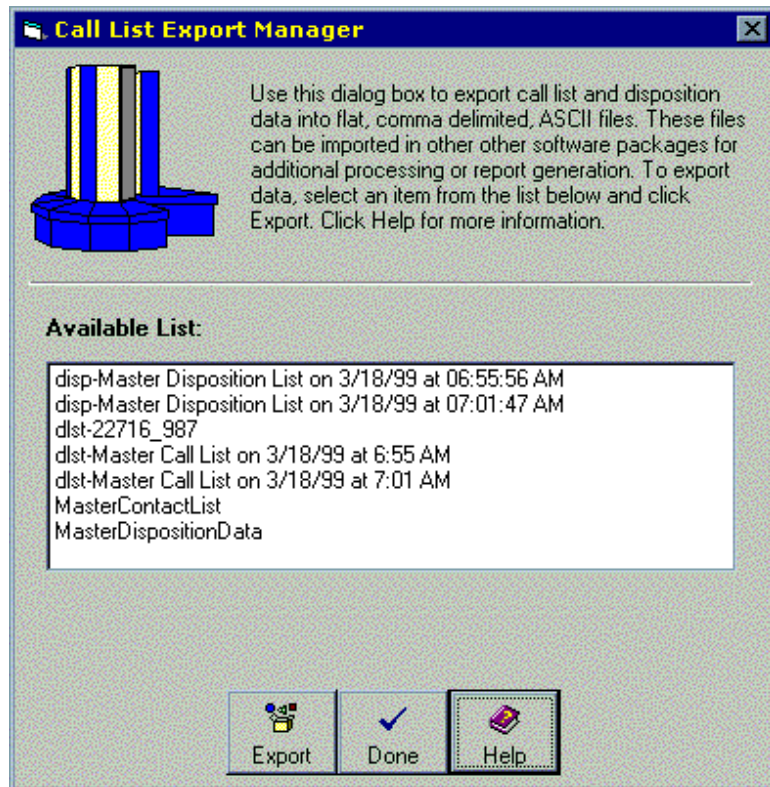 Call List Export Manager
Use this dialog box to export call list and disposition
data into flat, comma delimited, ASCII files. These files
can be imported in other other software packages for
additional processing or report generation. To export
data, select an item from the list below and click
Export. Click Help for more information.
Available List:
disp-Master Disposition List on 3/18/99 at 06:55:56 AM
disp-Master Disposition List on 3/18/99 at 07:01:47 AM
dlst-22716_987
dlst-Master Call List on 3/18/99 at 6:55 AM
dlst-Master Call List on 3/18/99 at 7:01 AM
MasterContactList
MasterDispositionData
Export Done Help